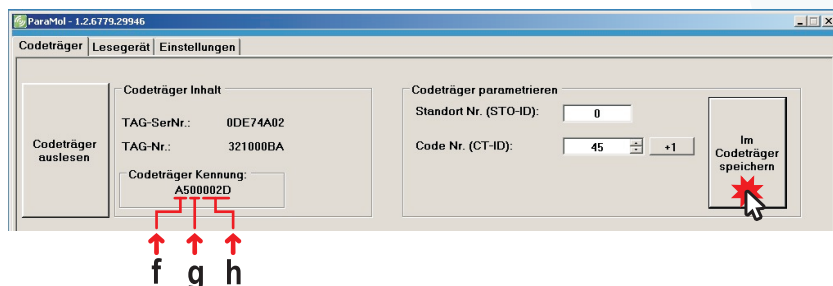 ParaMol - 1.2.6779.29946
Codeträger Lesegerät Einstellungen
Codeträger auslesen
Codeträger Inhalt
TAG-SerNr.: 0DE74A02
TAG-Nr.: 321000BA
Codeträger Kennung:
A500002D
Codeträger parametrieren
Standort Nr. (STO-ID): 0
Code Nr. (CT-ID): 45 +1
Im
Codeträger
speichern
f g h